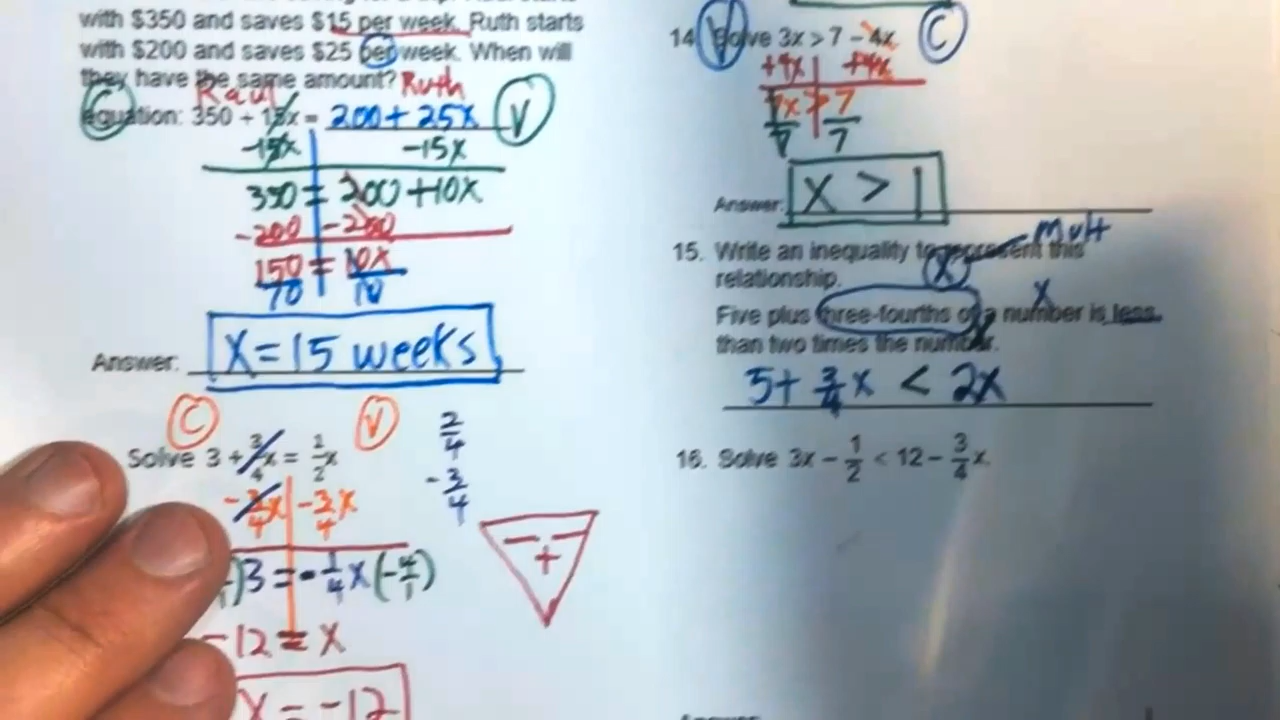 with $350 and saves $15 per week. Ruth starts
with $200 and saves $25 per week. When will
they have the same amount?
Raul Ruth
equation: 350 + 15x = 200 + 25x
C V
-15x -15x
350 = 200 + 10x
-200 -200
150 = 10x
10 10
Answer: x = 15 weeks
C V
Solve 3 + 3/4x = 1/2x
-3/4x -3/4x
2/4
- 3/4
)3 = -1/4x(-4/1)
-12 = x
x = -12
- -
+
14. Solve 3x > 7 - 4x
V C
+4x +4x
7x > 7
7 7
Answer: x > 1
15. Write an inequality to represent this
relationship.
Mult
x
x
Five plus three-fourths of a number is less
than two times the number.
x
5 + 3/4x < 2x
16. Solve 3x - 1/2 < 12 - 3/4x.
Answer